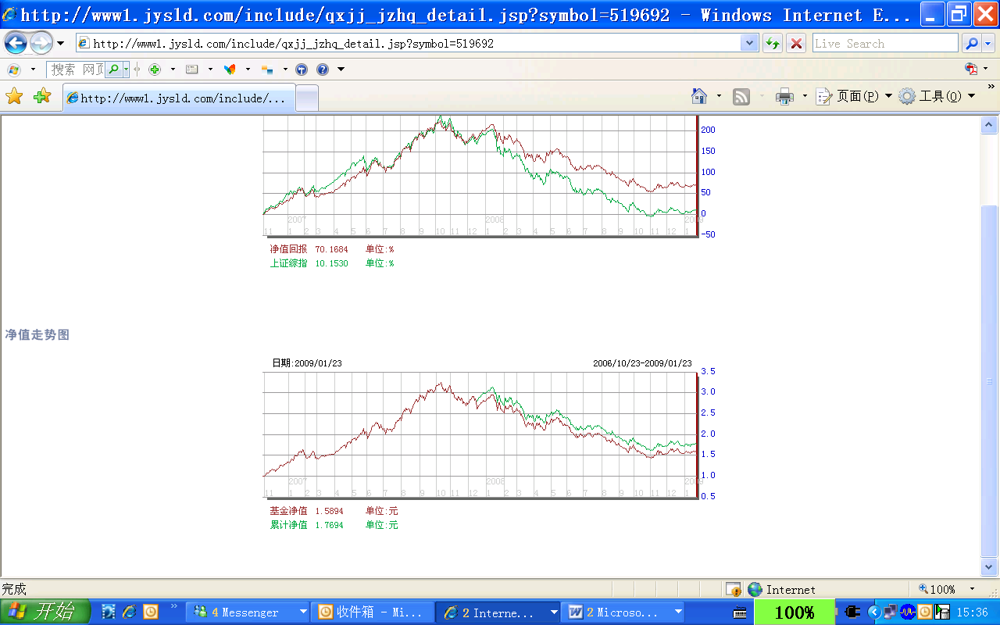 http://www1.jysld.com/include/qxjj_jzhq_detail.jsp?symbol=519692 - Windows Internet E...
http://www1.jysld.com/include/qxjj_jzhq_detail.jsp?symbol=519692
Live Search
搜索 网页
http://www1.jysld.com/include/...
页面(P)
工具(O)
200
150
100
50
0
-50
2007 2008 2009
11 1 2 3 4 5 6 7 8 9 10 11 12 1 2 3 4 5 6 7 8 9 10 11 12 1
净值回报 70.1684 单位:%
上证综指 10.1530 单位:%
净值走势图
日期:2009/01/23 2006/10/23-2009/01/23
3.5
3.0
2.5
2.0
1.5
1.0
0.5
2007 2008 2009
11 1 2 3 4 5 6 7 8 9 10 11 12 1 2 3 4 5 6 7 8 9 10 11 12 1
基金净值 1.5894 单位:元
累计净值 1.7694 单位:元
完成 Internet 100%
开始 4 Messenger 收件箱 - Mi... 2 Interne... 2 Microso... 100% 15:36